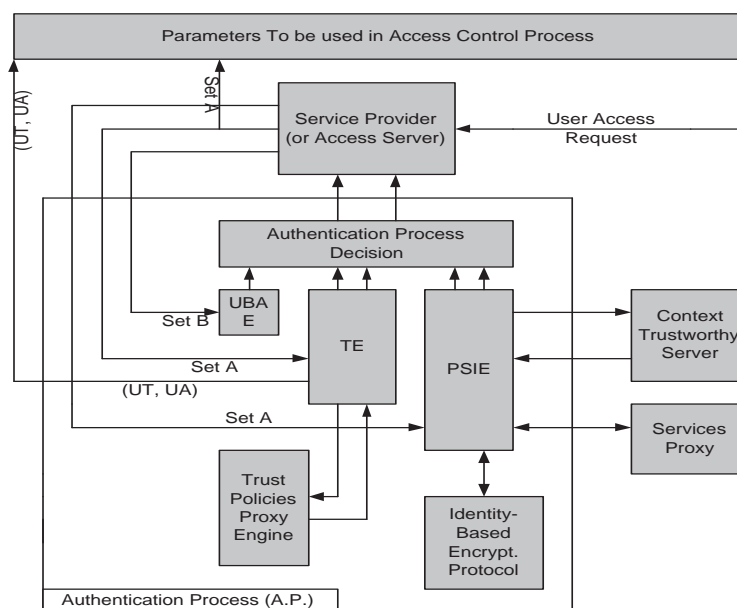 Parameters To be used in Access Control Process
(UT, UA)
Set A
Service Provider
(or Access Server)
User Access
Request
Authentication Process
Decision
UBA
E
Set B
TE
PSIE
Context
Trustworthy
Server
Set A
(UT, UA)
Set A
Services
Proxy
Trust
Policies
Proxy
Engine
Identity-
Based
Encrypt.
Protocol
Authentication Process (A.P.)